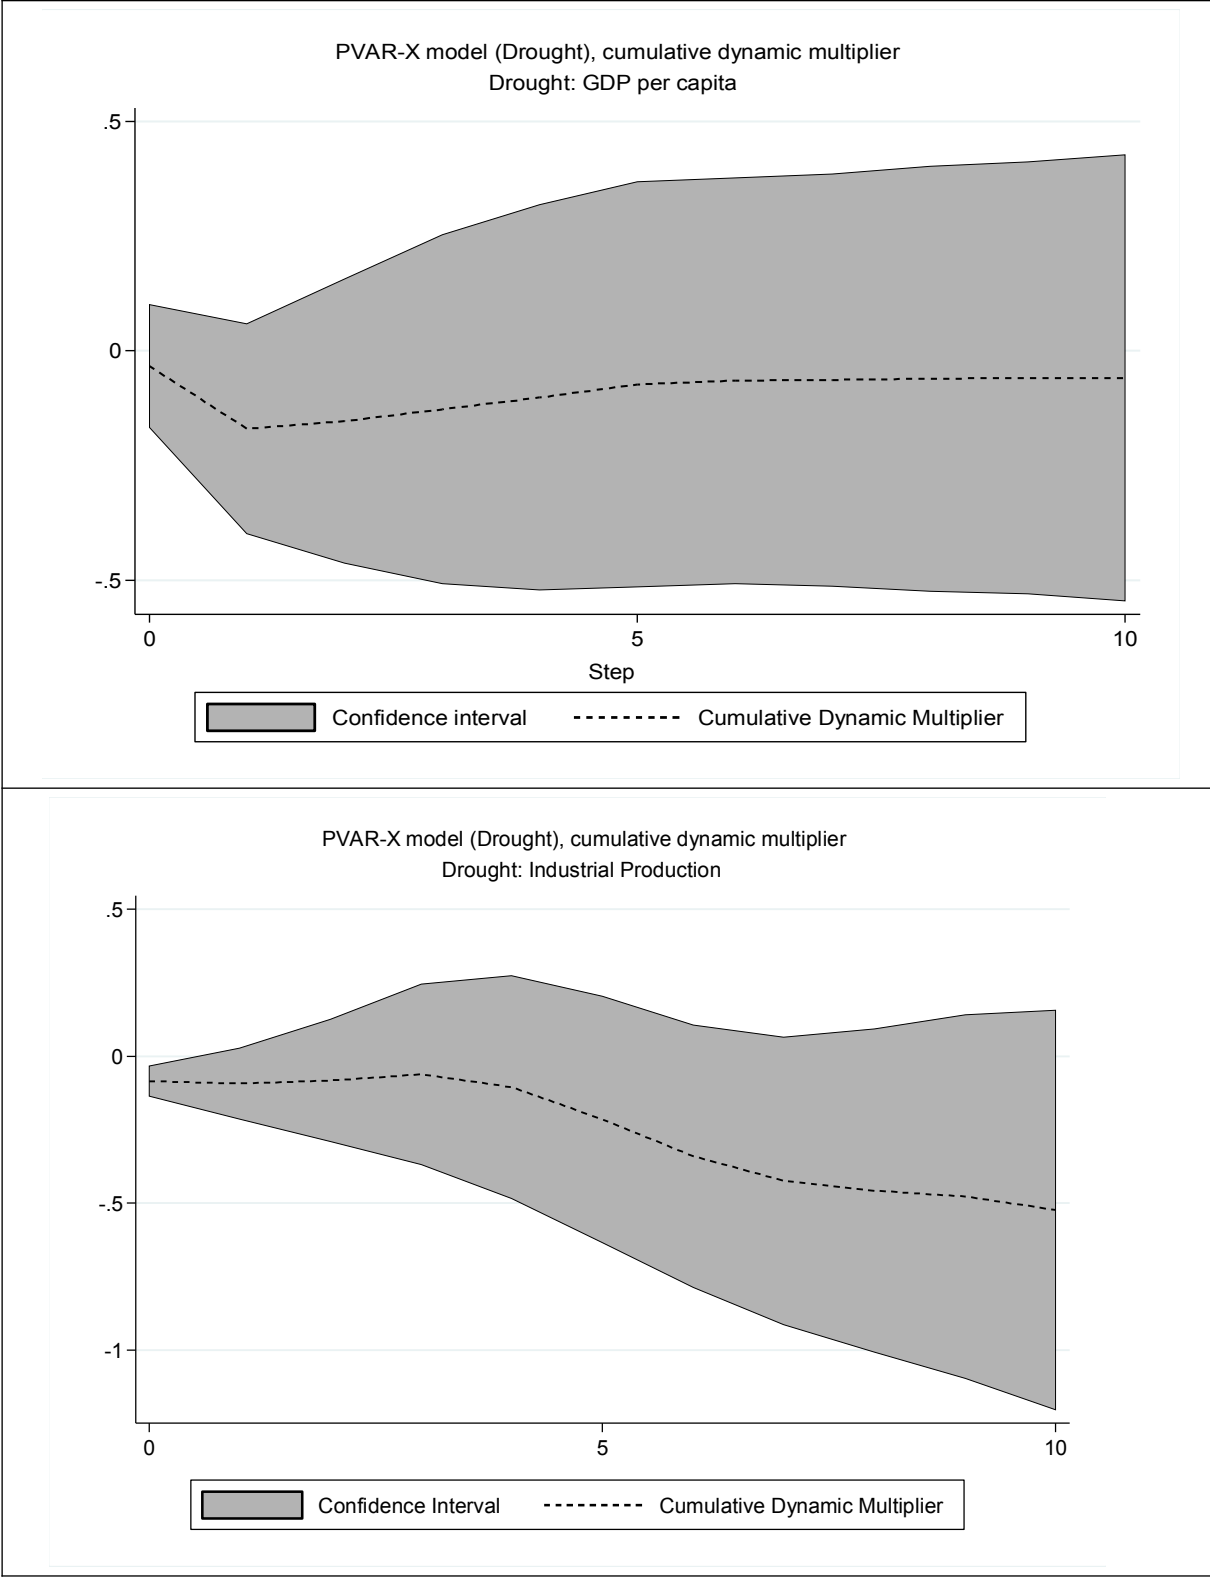 PVAR-X model (Drought), cumulative dynamic multiplier
Drought: GDP per capita
.5
0
-.5
0 5 10
Step
Confidence interval Cumulative Dynamic Multiplier
PVAR-X model (Drought), cumulative dynamic multiplier
Drought: Industrial Production
.5
0
-.5
-1
0 5 10
Confidence Interval Cumulative Dynamic Multiplier